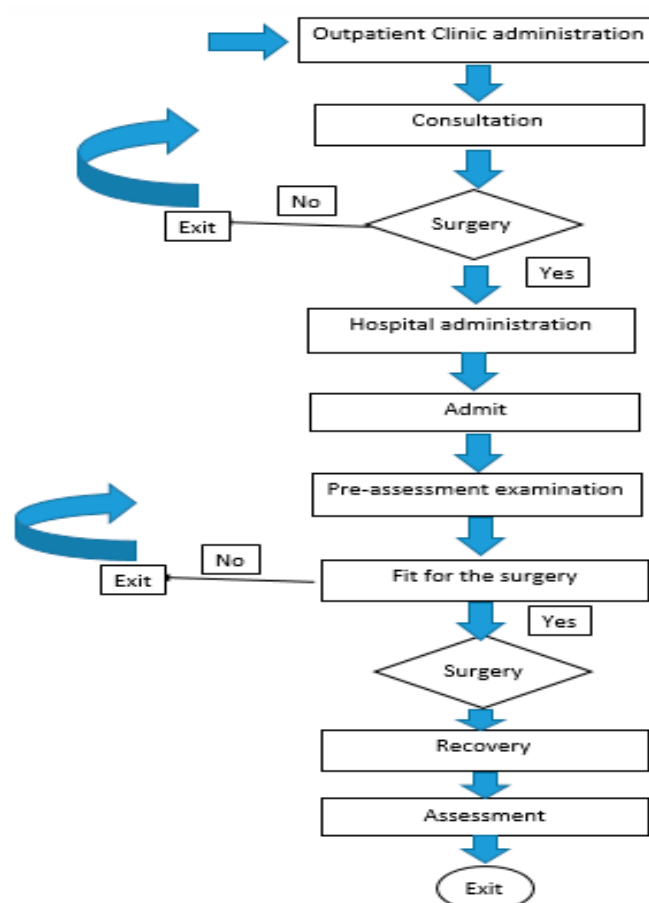 Outpatient Clinic administration
Consultation
No
Surgery
Exit
Yes
Hospital administration
Admit
Pre-assessment examination
No
Fit for the surgery
Exit
Yes
Surgery
Recovery
Assessment
Exit